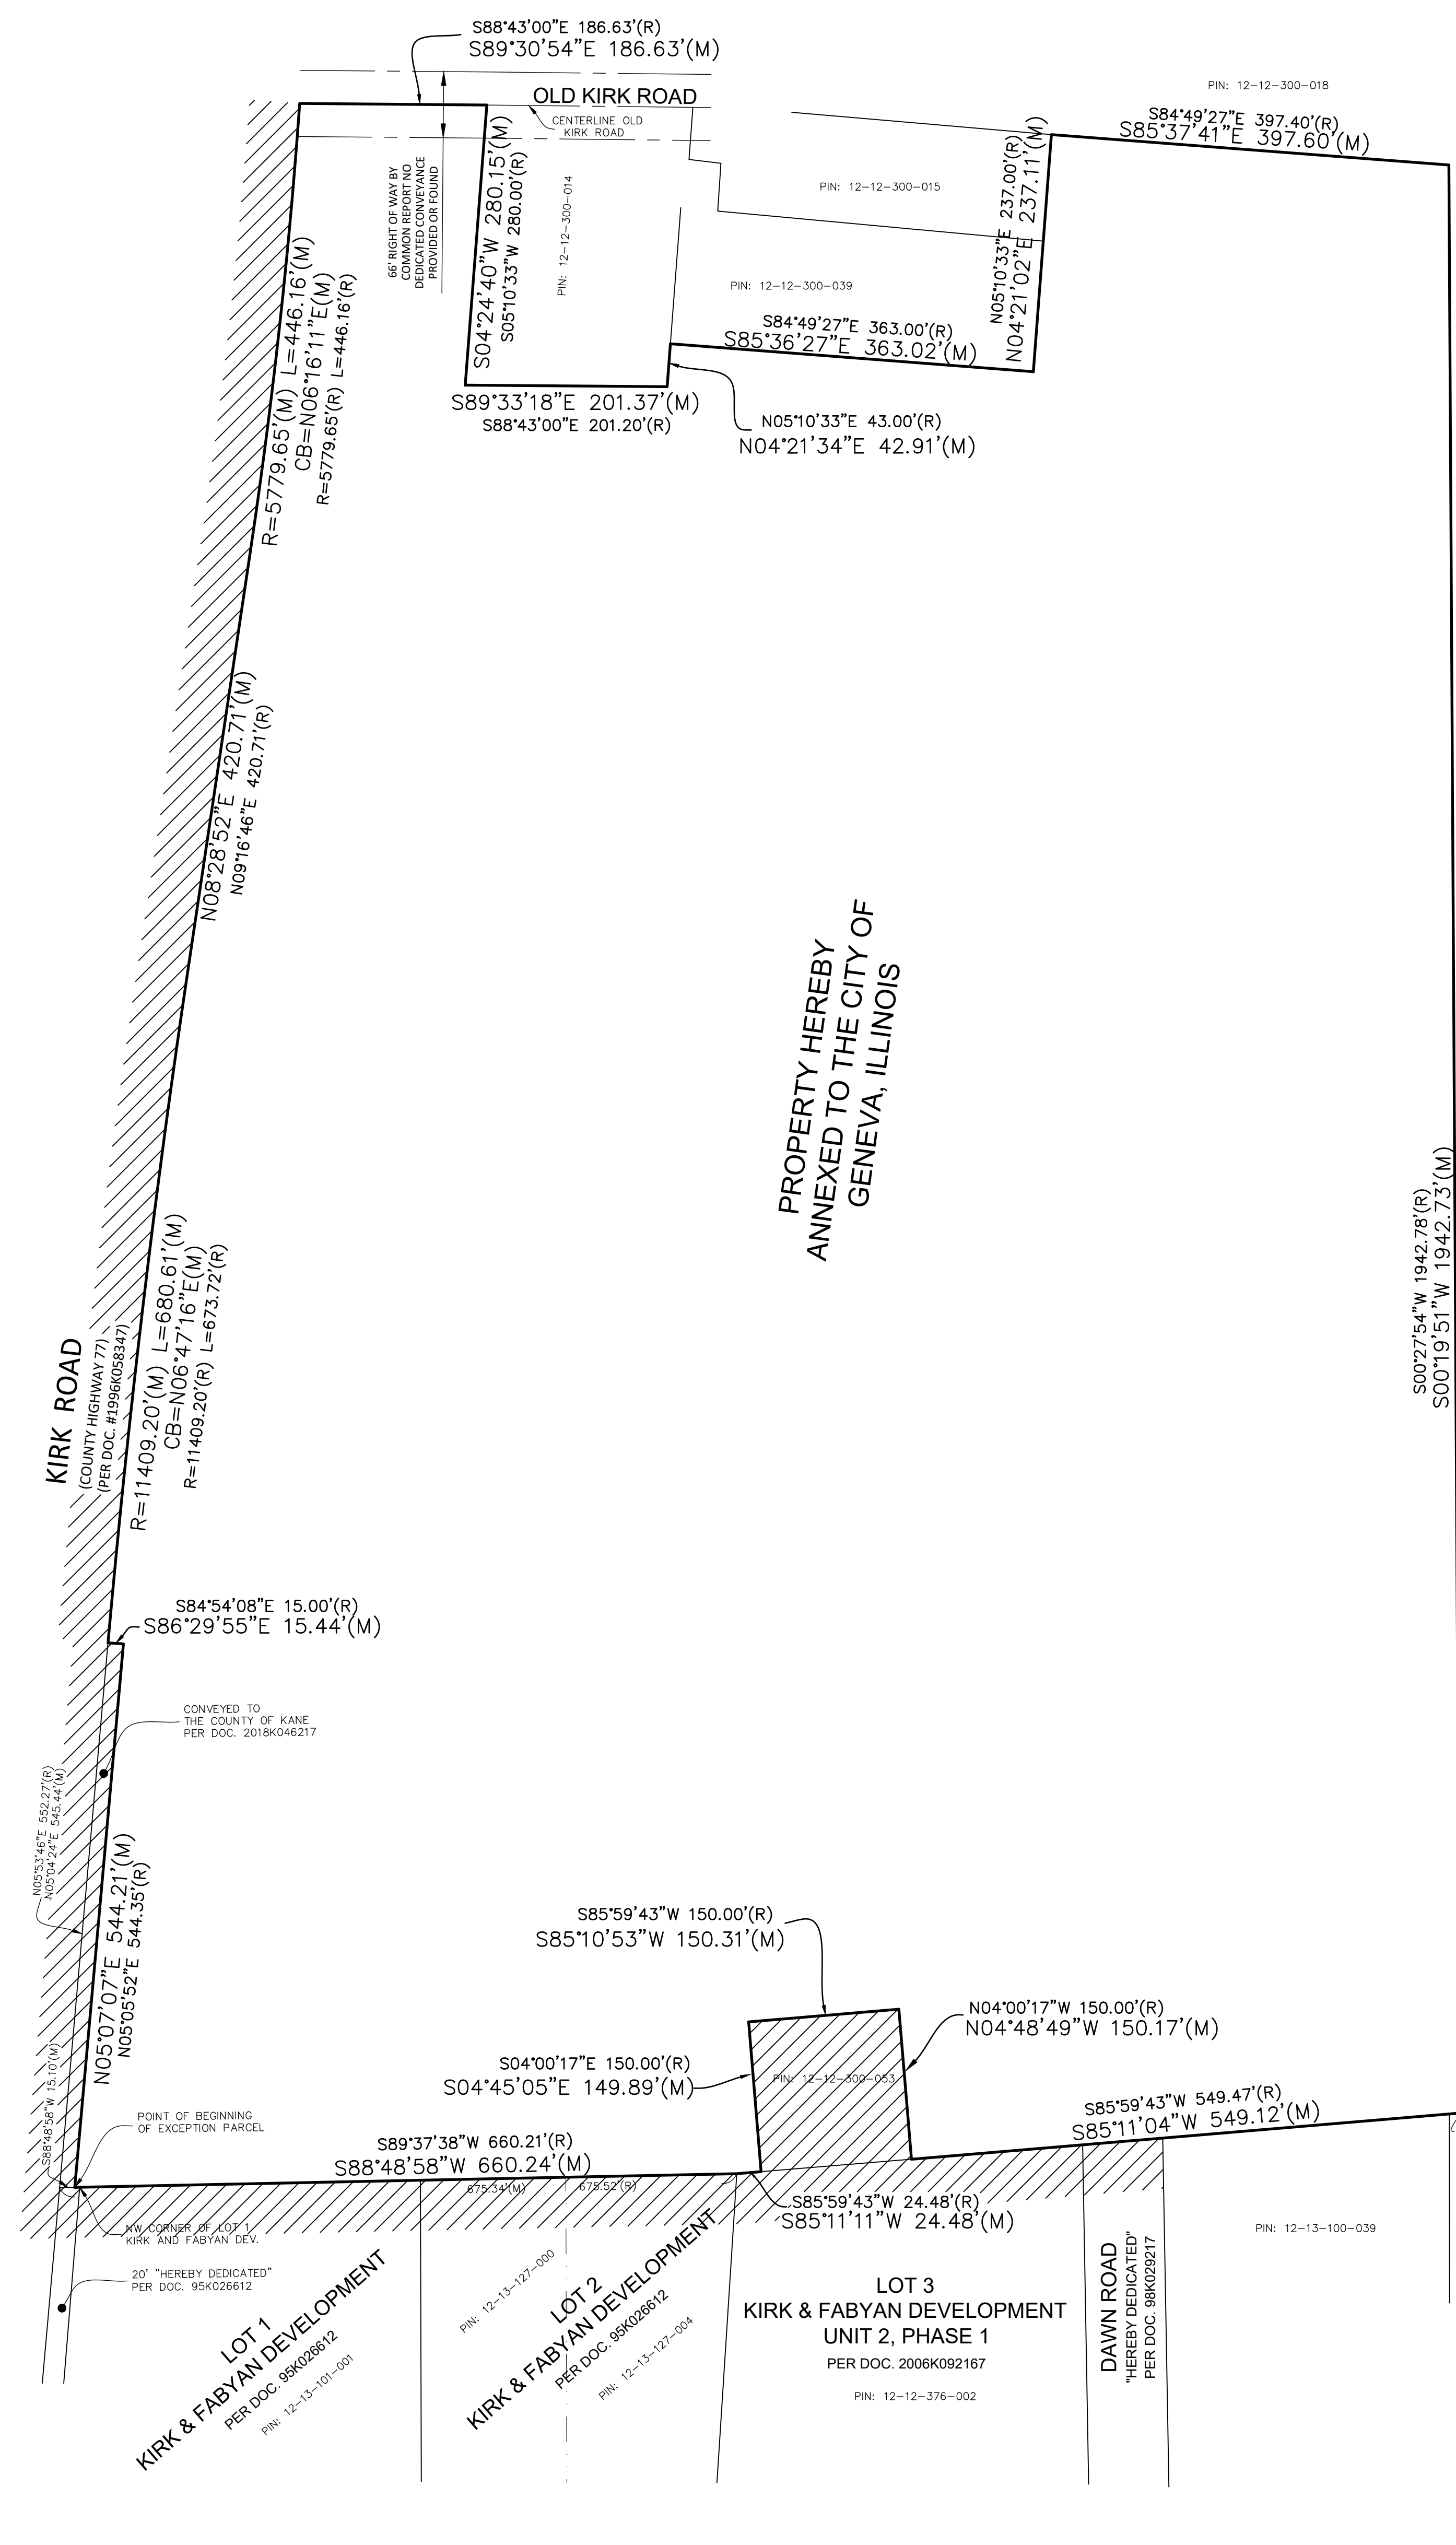 S88°43'00"E 186.63'(R)
S89°30'54"E 186.63'(M)
OLD KIRK ROAD
CENTERLINE OLD
KIRK ROAD
PIN: 12-12-300-018
S84°49'27"E 397.40'(R)
S85°37'41"E 397.60'(M)
66' RIGHT OF WAY BY
COMMON REPORT NO
DEDICATED CONVEYANCE
PROVIDED OR FOUND
S04°24'40"W 280.15'(M)
S05°10'33"W 280.00'(R)
PIN: 12-12-300-014
PIN: 12-12-300-015
N05°10'33"E 237.00'(R)
N04°21'02"E 237.11'(M)
PIN: 12-12-300-039
S84°49'27"E 363.00'(R)
S85°36'27"E 363.02'(M)
S89°33'18"E 201.37'(M)
S88°43'00"E 201.20'(R)
N05°10'33"E 43.00'(R)
N04°21'34"E 42.91'(M)
R=5779.65'(M) L=446.16'(M)
CB=N06°16'11"E(M)
R=5779.65'(R) L=446.16'(R)
N08°28'52"E 420.71'(M)
N09°16'46"E 420.71'(R)
PROPERTY HEREBY
ANNEXED TO THE CITY OF
GENEVA, ILLINOIS
S00°27'54"W 1942.78'(R)
S00°19'51"W 1942.73'(M)
KIRK ROAD
(COUNTY HIGHWAY 77)
(PER DOC. #1996K058347)
R=11409.20'(M) L=680.61'(M)
CB=N06°47'16"E(M)
R=11409.20'(R) L=673.72'(R)
S84°54'08"E 15.00'(R)
S86°29'55"E 15.44'(M)
CONVEYED TO
THE COUNTY OF KANE
PER DOC. 2018K046217
N05°53'46"E 552.27'(R)
N05°04'24"E 545.44'(M)
N05°07'07"E 544.21'(M)
N05°05'52"E 544.35'(R)
S85°59'43"W 150.00'(R)
S85°10'53"W 150.31'(M)
N04°00'17"W 150.00'(R)
N04°48'49"W 150.17'(M)
S04°00'17"E 150.00'(R)
S04°45'05"E 149.89'(M)
PIN: 12-12-300-053
S88°48'58"W 15.10'(M)
POINT OF BEGINNING
OF EXCEPTION PARCEL
S85°59'43"W 549.47'(R)
S85°11'04"W 549.12'(M)
S89°37'38"W 660.21'(R)
S88°48'58"W 660.24'(M)
675.34'(M)
675.52'(R)
S85°59'43"W 24.48'(R)
S85°11'11"W 24.48'(M)
NW CORNER OF LOT 1
KIRK AND FABYAN DEV.
20' "HEREBY DEDICATED"
PER DOC. 95K026612
LOT 1
KIRK & FABYAN DEVELOPMENT
PER DOC. 95K026612
PIN: 12-13-101-001
PIN: 12-13-127-000
LOT 2
KIRK & FABYAN DEVELOPMENT
PER DOC. 95K026612
PIN: 12-13-127-004
LOT 3
KIRK & FABYAN DEVELOPMENT
UNIT 2, PHASE 1
PER DOC. 2006K092167
PIN: 12-12-376-002
DAWN ROAD
"HEREBY DEDICATED"
PER DOC. 98K029217
PIN: 12-13-100-039